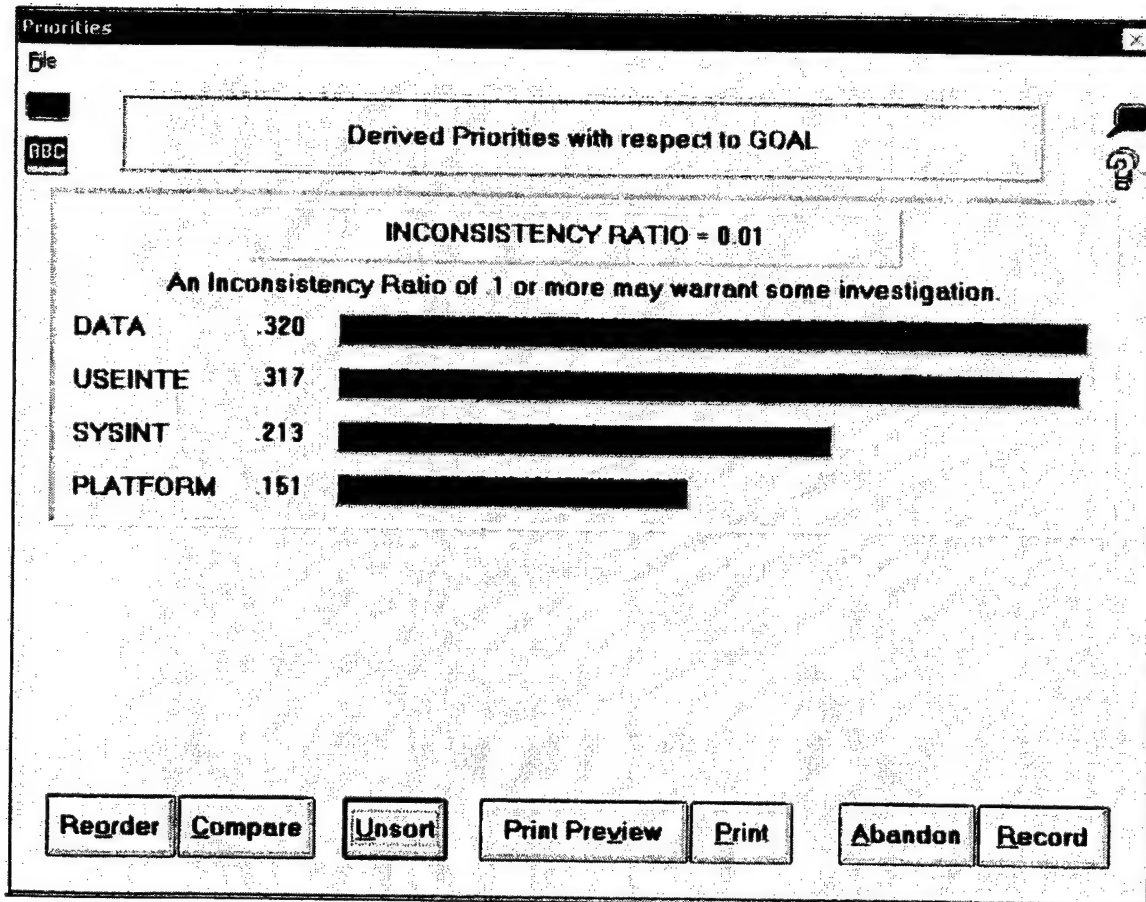 Priorities
File
ABC
Derived Priorities with respect to GOAL
INCONSISTENCY RATIO = 0.01
An Inconsistency Ratio of .1 or more may warrant some investigation.
DATA .320
USEINTE .317
SYSINT .213
PLATFORM .151
Reorder Compare Unsort Print Preview Print Abandon Record